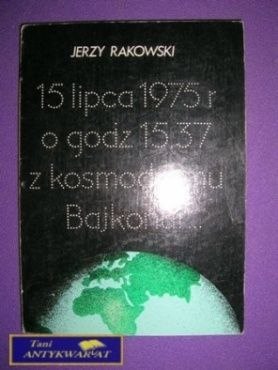 JERZY RAKOWSKI
15 lipca 1975 r
o godz 15.37
z kosmodromu
Bajkonur...
Tani
ANTYKWARIAT